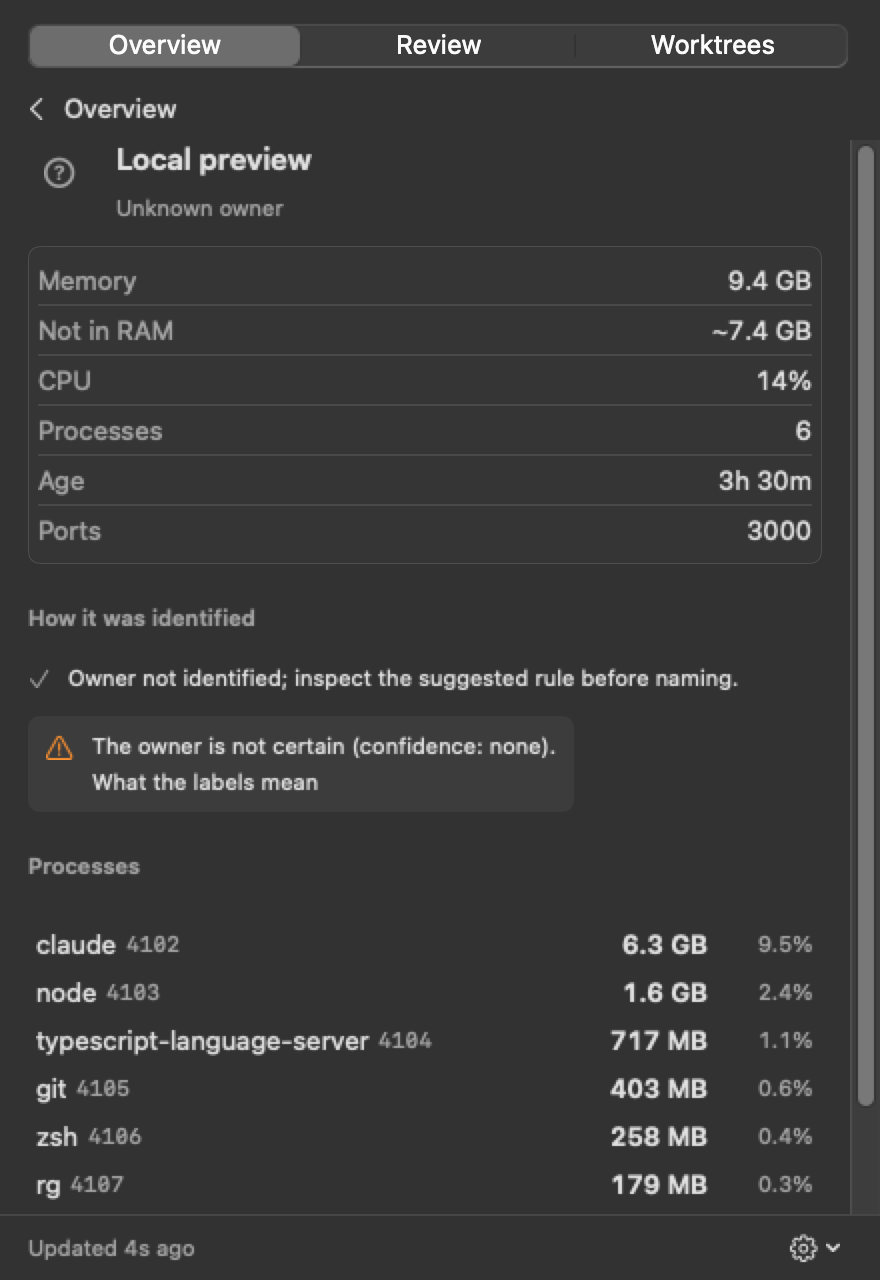 Overview Review Worktrees
Overview
Local preview
Unknown owner
Memory 9.4 GB
Not in RAM ~7.4 GB
CPU 14%
Processes 6
Age 3h 30m
Ports 3000
How it was identified
Owner not identified; inspect the suggested rule before naming.
The owner is not certain (confidence: none).
What the labels mean
Processes
claude 4102 6.3 GB 9.5%
node 4103 1.6 GB 2.4%
typescript-language-server 4104 717 MB 1.1%
git 4105 403 MB 0.6%
zsh 4106 258 MB 0.4%
rg 4107 179 MB 0.3%
Updated 4s ago